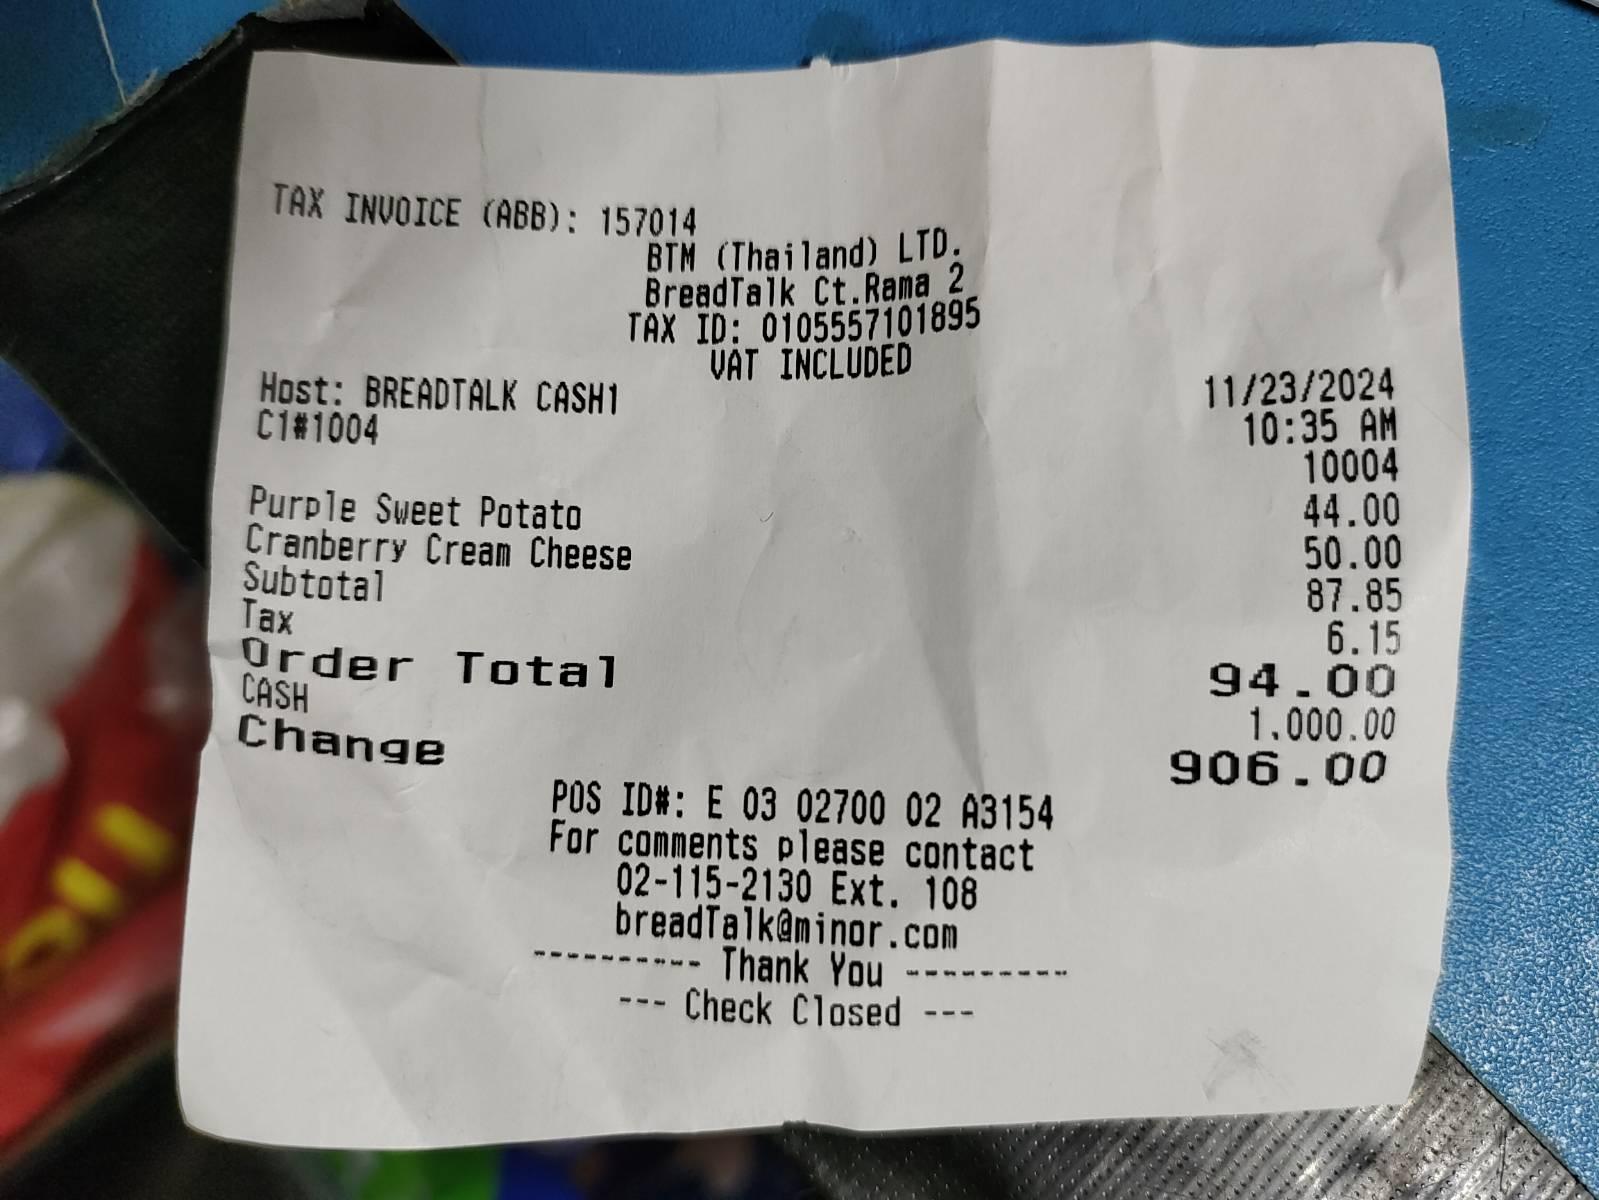 TAX INVOICE (ABB): 157014
BTM (Thailand) LTD.
BreadTalk Ct.Rama 2
TAX ID: 0105557101895
VAT INCLUDED
Host: BREADTALK CASH1 11/23/2024
C1#1004 10:35 AM
10004
Purple Sweet Potato 44.00
Cranberry Cream Cheese 50.00
Subtotal 87.85
Tax 6.15
Order Total 94.00
CASH 1,000.00
Change 906.00
POS ID#: E 03 02700 02 A3154
For comments please contact
02-115-2130 Ext. 108
breadTalk@minor.com
---------- Thank You ---------
--- Check Closed ---